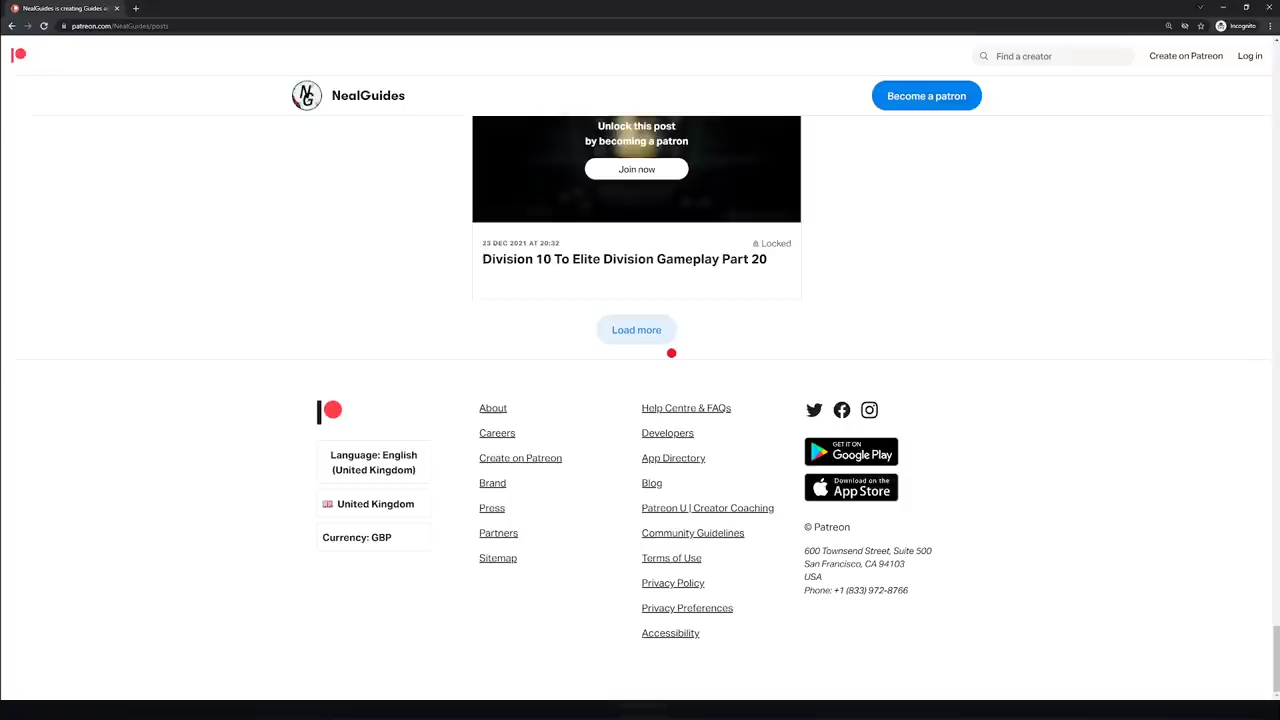 NealGuides is creating Guides a
patreon.com/NealGuides/posts
Incognito
Find a creator
Create on Patreon
Log in
NG
NealGuides
Become a patron
Unlock this post
by becoming a patron
Join now
23 DEC 2021 AT 20:32
Locked
Division 10 To Elite Division Gameplay Part 20
Load more
Language: English
(United Kingdom)
United Kingdom
Currency: GBP
About
Careers
Create on Patreon
Brand
Press
Partners
Sitemap
Help Centre & FAQs
Developers
App Directory
Blog
Patreon U | Creator Coaching
Community Guidelines
Terms of Use
Privacy Policy
Privacy Preferences
Accessibility
GET IT ON
Google Play
Download on the
App Store
© Patreon
600 Townsend Street, Suite 500
San Francisco, CA 94103
USA
Phone: +1 (833) 972-8766